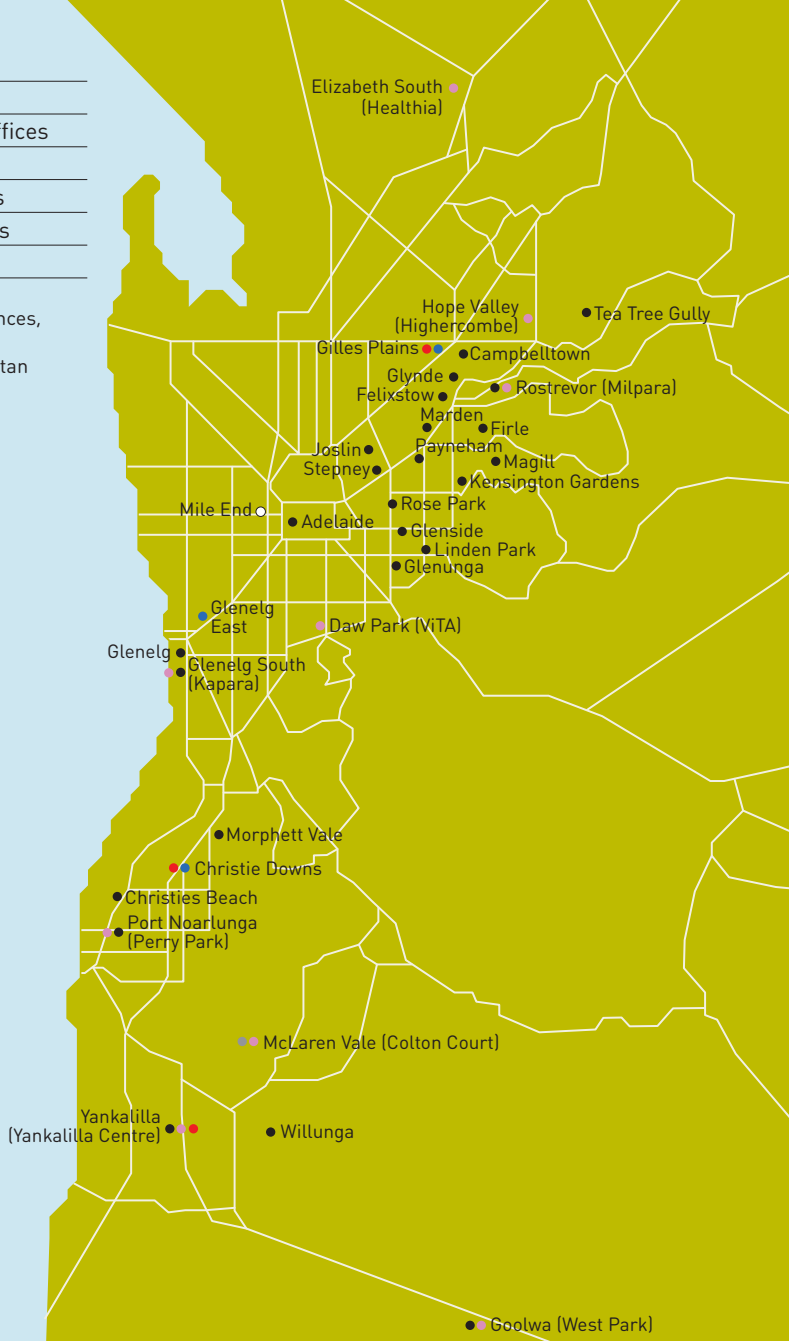 ffices
s
s
nces,
tan
Elizabeth South
(Healthia)
Hope Valley
(Highercombe)
Tea Tree Gully
Gilles Plains
Campbelltown
Glynde
Felixstow
Rostrevor (Milpara)
Marden
Firle
Payneham
Joslin
Stepney
Magill
Kensington Gardens
Rose Park
Mile End
Adelaide
Glenside
Linden Park
Glenunga
Glenelg
East
Daw Park (ViTA)
Glenelg
Glenelg South
(Kapara)
Morphett Vale
Christie Downs
Christies Beach
Port Noarlunga
(Perry Park)
McLaren Vale (Colton Court)
Yankalilla
(Yankalilla Centre)
Willunga
Goolwa (West Park)